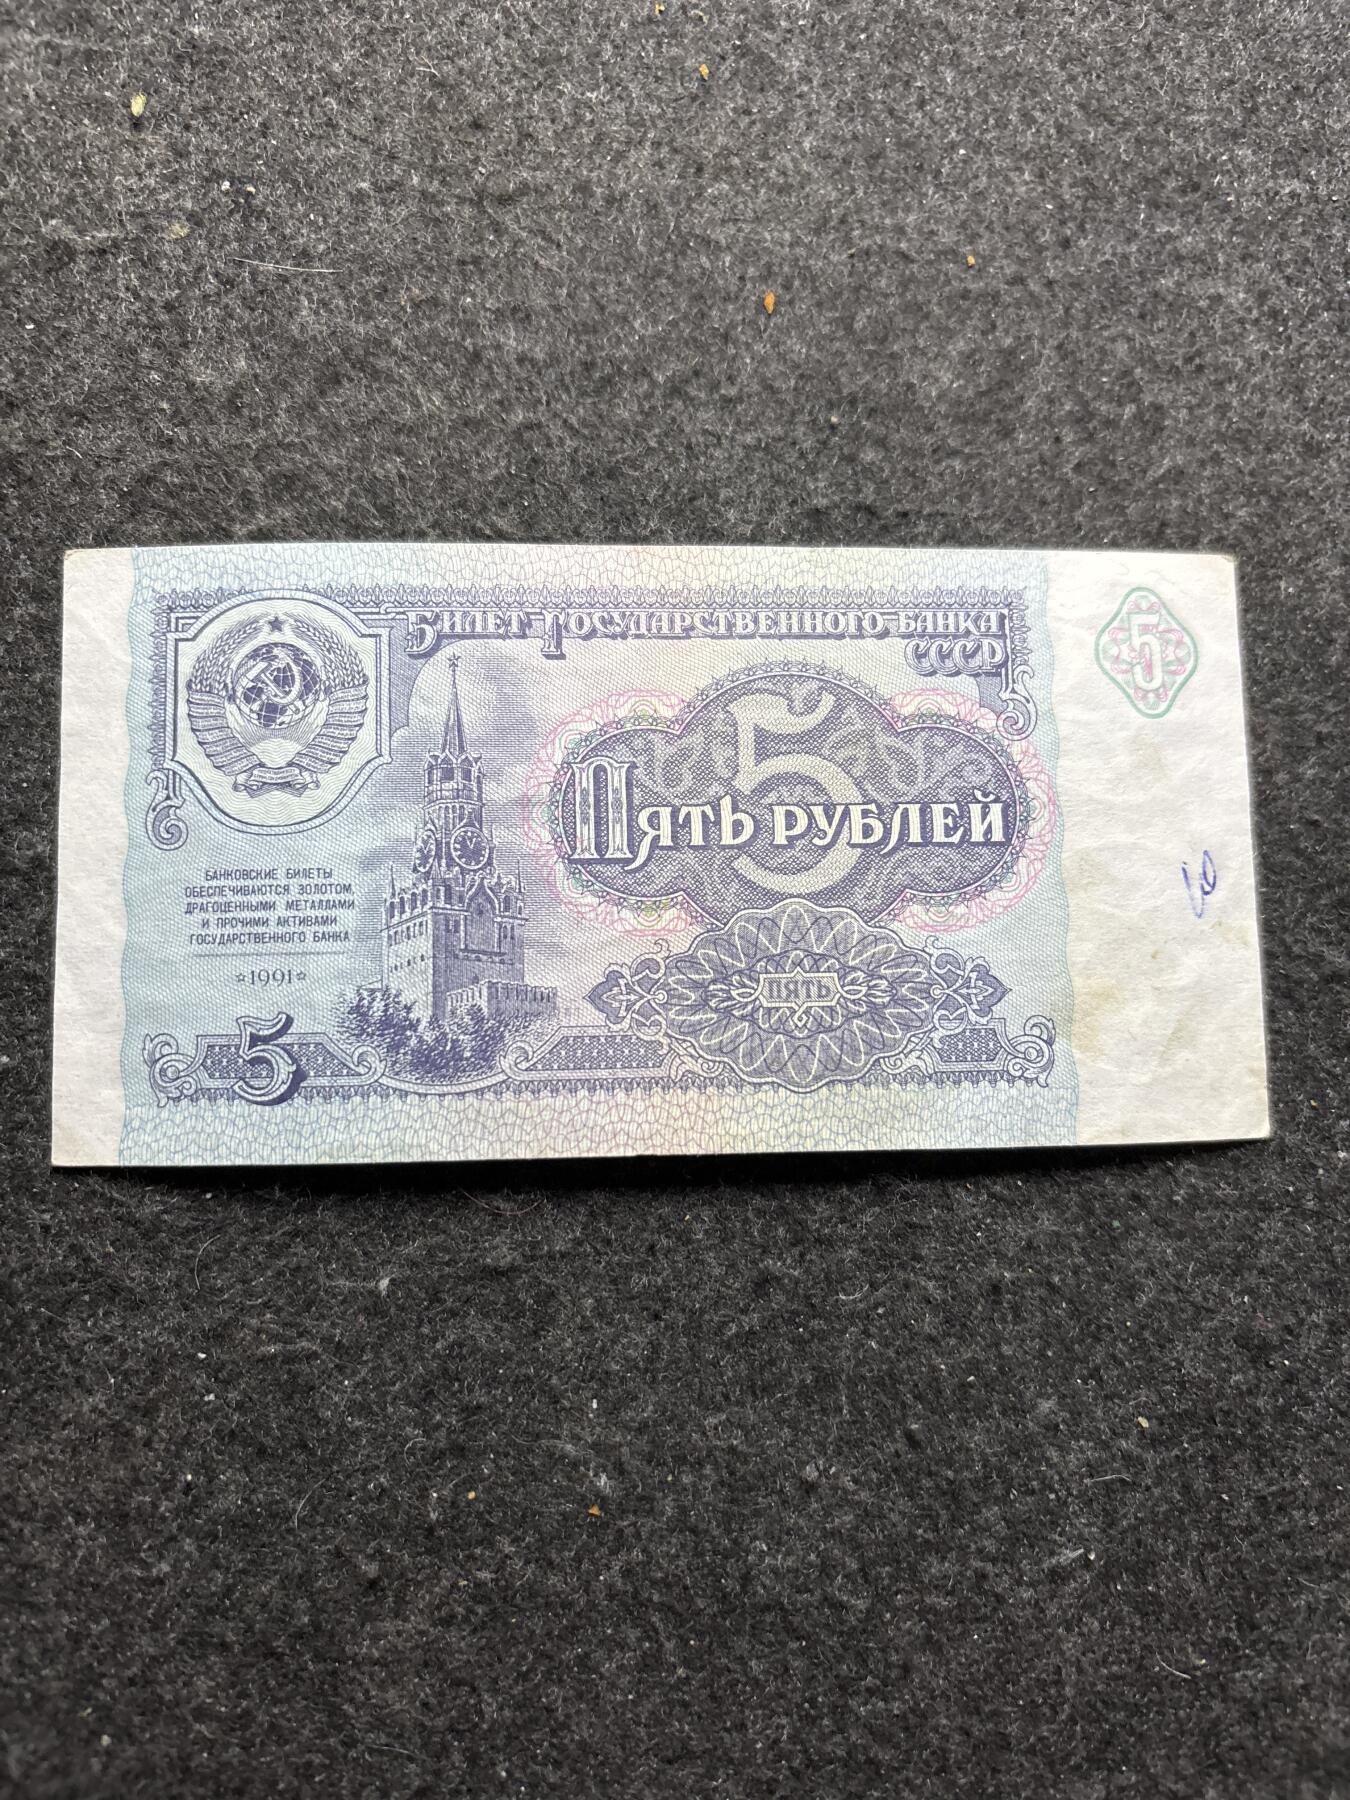 Билет Государственного банка
СССР
5
5
Пять рублей
БАНКОВСКИЕ БИЛЕТЫ
ОБЕСПЕЧИВАЮТСЯ ЗОЛОТОМ,
ДРАГОЦЕННЫМИ МЕТАЛЛАМИ
И ПРОЧИМИ АКТИВАМИ
ГОСУДАРСТВЕННОГО БАНКА
☆1991☆
ПЯТЬ
5